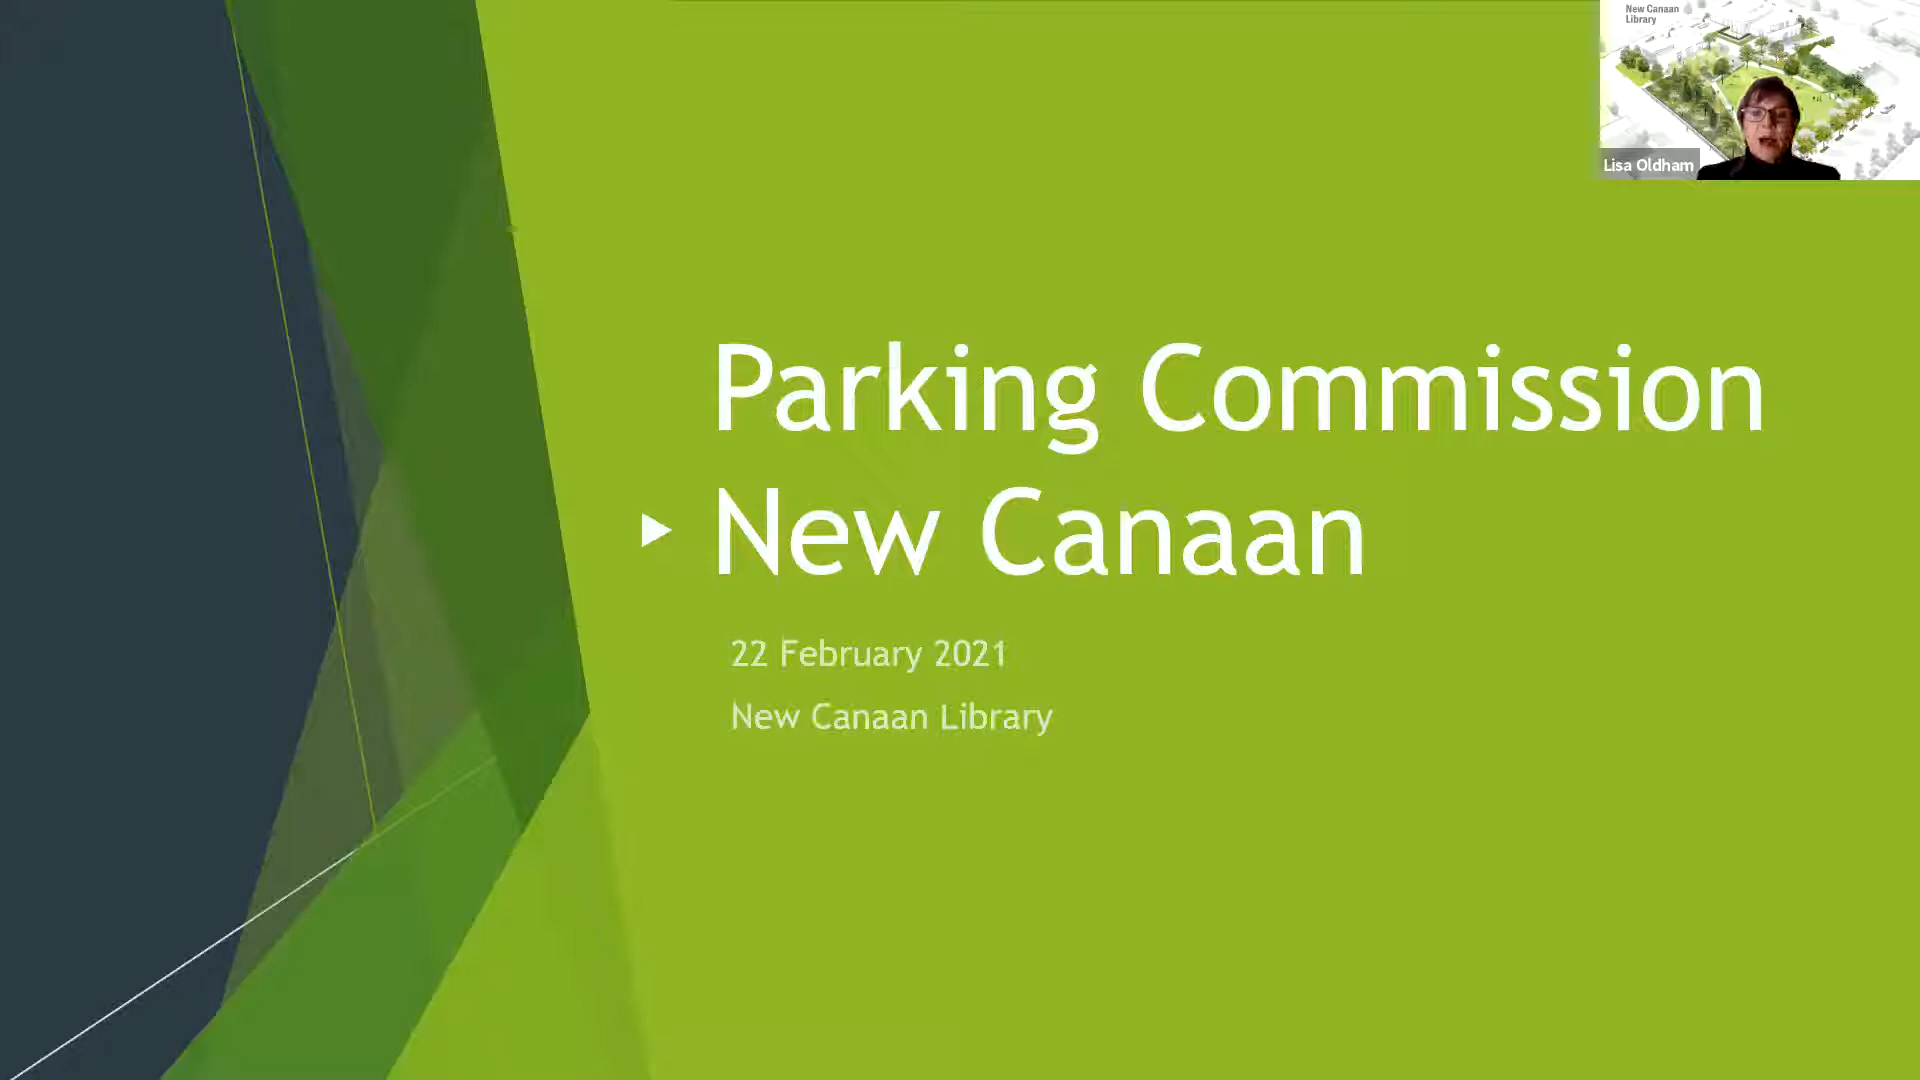 New Canaan
Library
Lisa Oldham
Parking Commission
New Canaan
22 February 2021
New Canaan Library